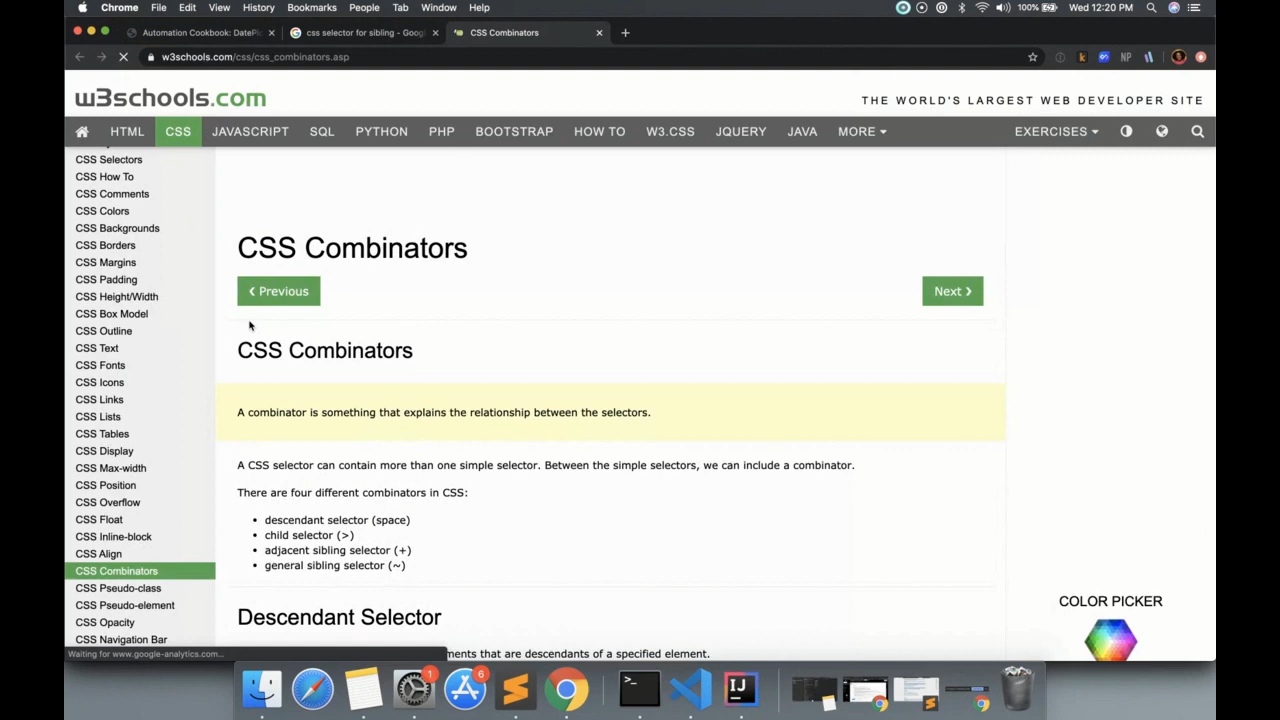 Chrome File Edit View History Bookmarks People Tab Window Help
100% Wed 12:20 PM
Automation Cookbook: DatePi
css selector for sibling - Goog
CSS Combinators
w3schools.com/css/css_combinators.asp
NP
w3schools.com
THE WORLD'S LARGEST WEB DEVELOPER SITE
HTML CSS JAVASCRIPT SQL PYTHON PHP BOOTSTRAP HOW TO W3.CSS JQUERY JAVA MORE EXERCISES
CSS Selectors
CSS How To
CSS Comments
CSS Colors
CSS Backgrounds
CSS Borders
CSS Margins
CSS Padding
CSS Height/Width
CSS Box Model
CSS Outline
CSS Text
CSS Fonts
CSS Icons
CSS Links
CSS Lists
CSS Tables
CSS Display
CSS Max-width
CSS Position
CSS Overflow
CSS Float
CSS Inline-block
CSS Align
CSS Combinators
CSS Pseudo-class
CSS Pseudo-element
CSS Opacity
CSS Navigation Bar
CSS Combinators
❮ Previous
Next ❯
CSS Combinators
A combinator is something that explains the relationship between the selectors.
A CSS selector can contain more than one simple selector. Between the simple selectors, we can include a combinator.
There are four different combinators in CSS:
• descendant selector (space)
• child selector (>)
• adjacent sibling selector (+)
• general sibling selector (~)
Descendant Selector
ments that are descendants of a specified element.
COLOR PICKER
Waiting for www.google-analytics.com...
1
6
>_
IJ